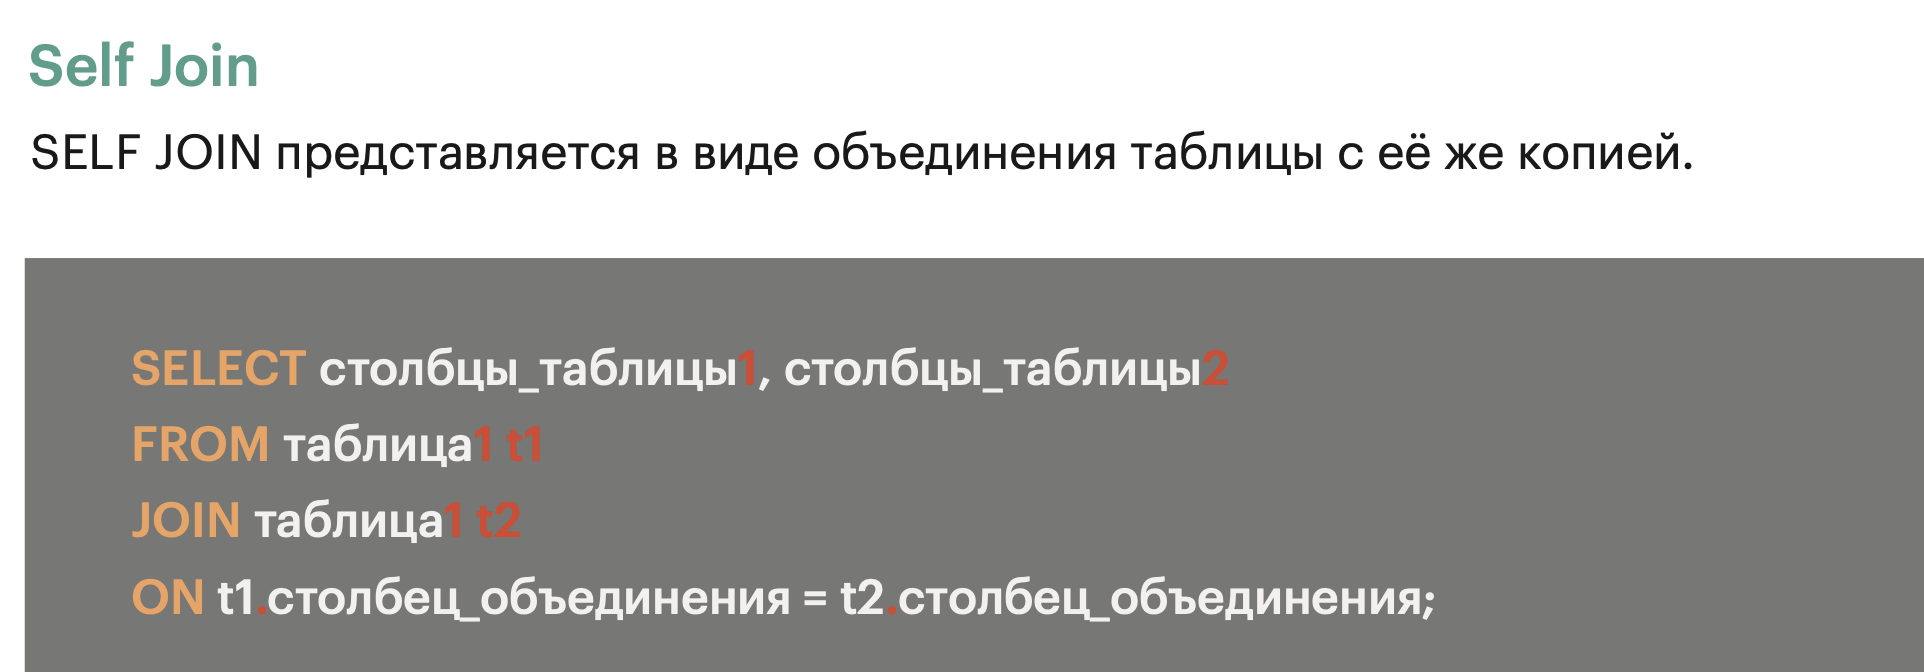 Self Join
SELF JOIN представляется в виде объединения таблицы с её же копией.
SELECT столбцы_таблицы1, столбцы_таблицы2
FROM таблица1 t1
JOIN таблица1 t2
ON t1.столбец_объединения = t2.столбец_объединения;